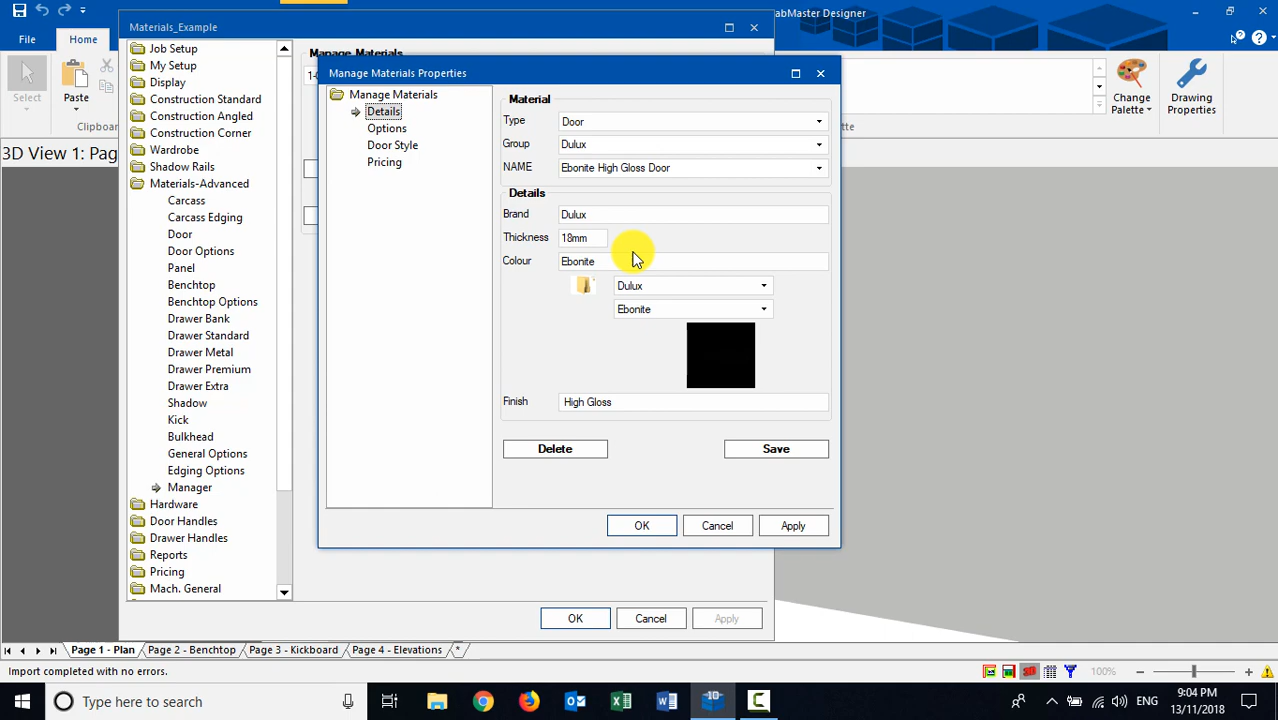 Materials_Example
abMaster Designer
File
Home
Select
Paste
Clipboar
Change
Palette
Drawing
Properties
3D View 1: Pag
Job Setup
My Setup
Display
Construction Standard
Construction Angled
Construction Corner
Wardrobe
Shadow Rails
Materials-Advanced
Carcass
Carcass Edging
Door
Door Options
Panel
Benchtop
Benchtop Options
Drawer Bank
Drawer Standard
Drawer Metal
Drawer Premium
Drawer Extra
Shadow
Kick
Bulkhead
General Options
Edging Options
Manager
Hardware
Door Handles
Drawer Handles
Reports
Pricing
Mach. General
Manage Materials
Manage Materials Properties
Manage Materials
Details
Options
Door Style
Pricing
Material
Type Door
Group Dulux
NAME Ebonite High Gloss Door
Details
Brand Dulux
Thickness 18mm
Colour Ebonite
Dulux
Ebonite
Finish High Gloss
Delete Save
OK Cancel Apply
OK Cancel Apply
Page 1 - Plan Page 2 - Benchtop Page 3 - Kickboard Page 4 - Elevations *
Import completed with no errors.
100%
Type here to search
ENG
9:04 PM
13/11/2018